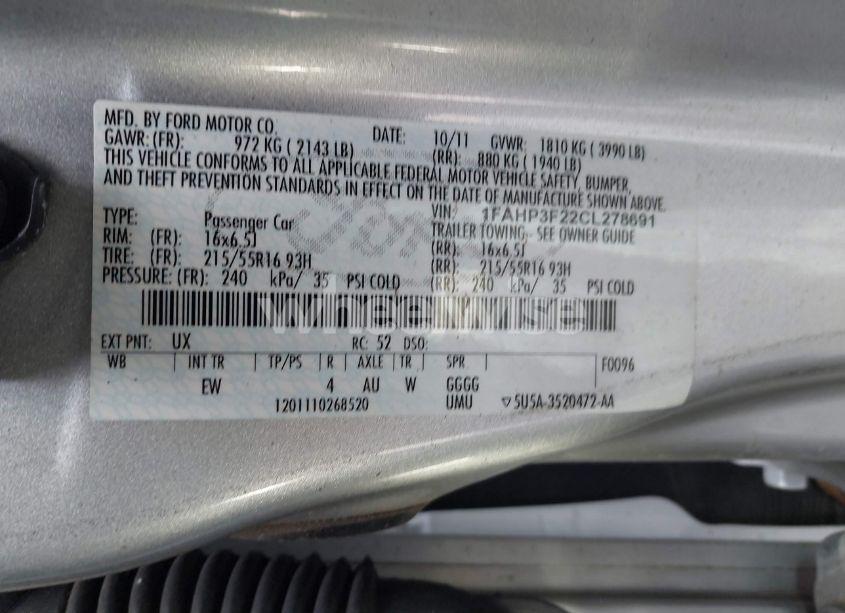 MFD. BY FORD MOTOR CO.
DATE: 10/11 GVWR: 1810 KG ( 3990 LB)
GAWR: (FR): 972 KG ( 2143 LB) (RR): 880 KG ( 1940 LB)
THIS VEHICLE CONFORMS TO ALL APPLICABLE FEDERAL MOTOR VEHICLE SAFETY, BUMPER,
AND THEFT PREVENTION STANDARDS IN EFFECT ON THE DATE OF MANUFACTURE SHOWN ABOVE.
VIN: 1FAHP3F22CL278691
TYPE: Passenger Car TRAILER TOWING - SEE OWNER GUIDE
RIM: (FR): 16x6.5J (RR): 16x6.5J
TIRE: (FR): 215/55R16 93H (RR): 215/55R16 93H
PRESSURE: (FR): 240 kPa/ 35 PSI COLD (RR): 240 kPa/ 35 PSI COLD
EXT PNT: UX RC: 52 DSO:
WB INT TR TP/PS R AXLE TR SPR F0096
EW 4 AU W GGGG
1201110268520 UMU ▽5U5A-3520472-AA